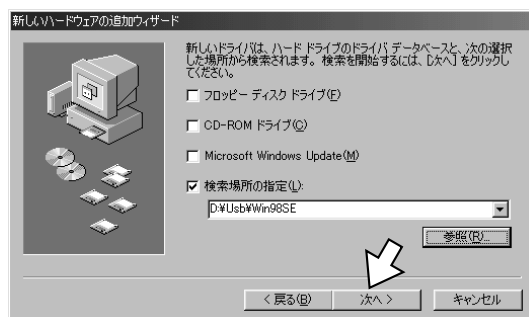 新しいハードウェアの追加ウィザード
新しいドライバは、ハード ドライブのドライバ データベースと、次の選択
した場所から検索されます。検索を開始するには、[次へ] をクリックし
てください。
フロッピー ディスク ドライブ(F)
CD-ROM ドライブ(C)
Microsoft Windows Update(M)
検索場所の指定(L):
D:¥Usb¥Win98SE
参照(R)...
< 戻る(B)
次へ >
キャンセル